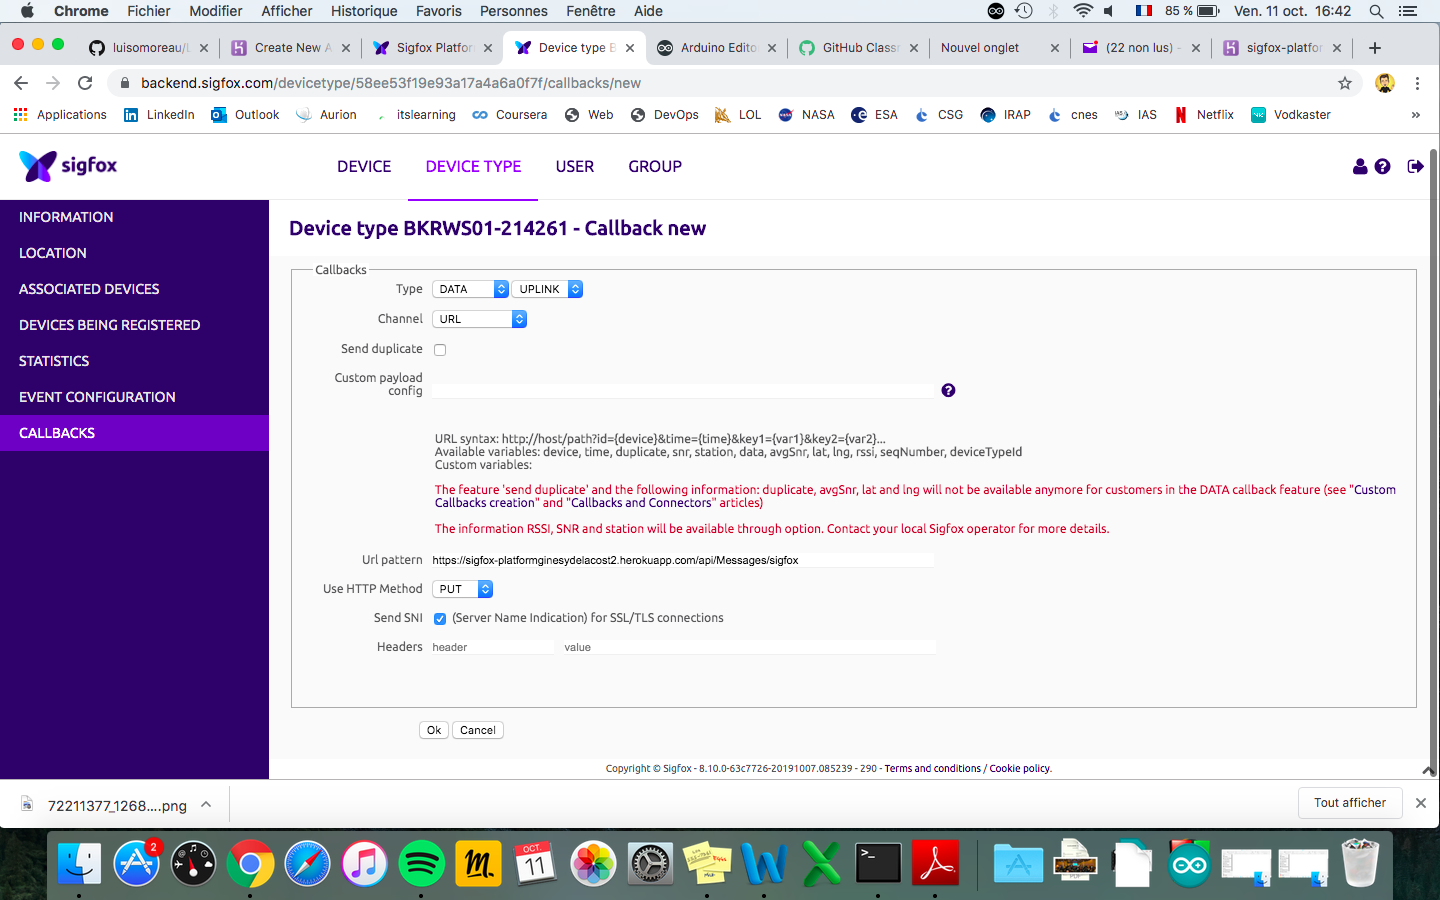 Chrome Fichier Modifier Afficher Historique Favoris Personnes Fenêtre Aide 85 % Ven. 11 oct. 16:42
luisomoreau/ Create New A Sigfox Platfor Device type B Arduino Edito GitHub Classr Nouvel onglet (22 non lus) - sigfox-platfor
backend.sigfox.com/devicetype/58ee53f19e93a17a4a6a0f7f/callbacks/new
Applications LinkedIn Outlook Aurion itslearning Coursera Web DevOps LOL NASA ESA CSG IRAP cnes IAS Netflix Vodkaster »
sigfox DEVICE DEVICE TYPE USER GROUP
INFORMATION
LOCATION
ASSOCIATED DEVICES
DEVICES BEING REGISTERED
STATISTICS
EVENT CONFIGURATION
CALLBACKS
Device type BKRWS01-214261 - Callback new
Callbacks
Type DATA UPLINK
Channel URL
Send duplicate
Custom payload
config
URL syntax: http://host/path?id={device}&time={time}&key1={var1}&key2={var2}...
Available variables: device, time, duplicate, snr, station, data, avgSnr, lat, lng, rssi, seqNumber, deviceTypeId
Custom variables:
The feature 'send duplicate' and the following information: duplicate, avgSnr, lat and lng will not be available anymore for customers in the DATA callback feature (see "Custom
Callbacks creation" and "Callbacks and Connectors" articles)
The information RSSI, SNR and station will be available through option. Contact your local Sigfox operator for more details.
Url pattern https://sigfox-platformginesydelacost2.herokuapp.com/api/Messages/sigfox
Use HTTP Method PUT
Send SNI (Server Name Indication) for SSL/TLS connections
Headers header value
Ok Cancel
Copyright © Sigfox - 8.10.0-63c7726-20191007.085239 - 290 - Terms and conditions / Cookie policy.
72211377_1268....png Tout afficher
2
OCT.
11